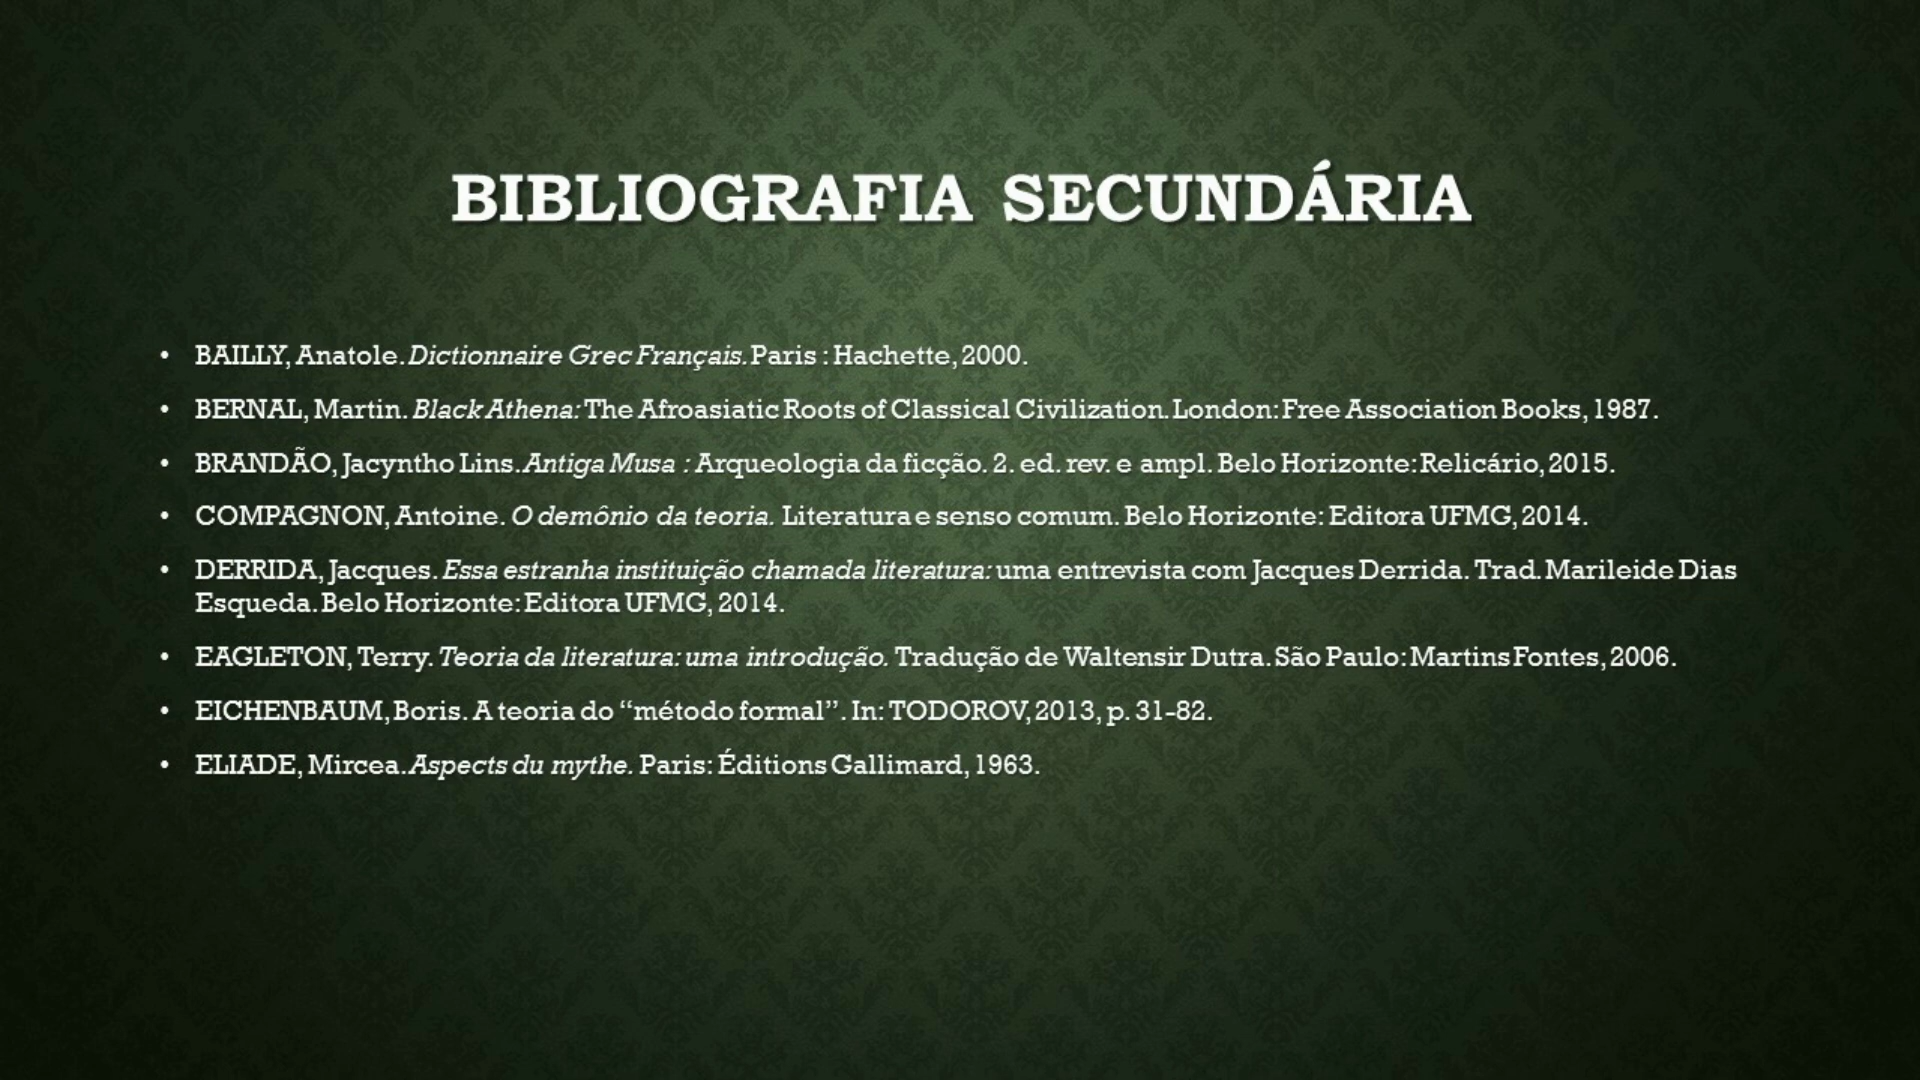 BIBLIOGRAFIA SECUNDÁRIA
• BAILLY, Anatole. Dictionnaire Grec Français. Paris : Hachette, 2000.
• BERNAL, Martin. Black Athena: The Afroasiatic Roots of Classical Civilization. London: Free Association Books, 1987.
• BRANDÃO, Jacyntho Lins. Antiga Musa : Arqueologia da ficção. 2. ed. rev. e ampl. Belo Horizonte: Relicário, 2015.
• COMPAGNON, Antoine. O demônio da teoria. Literatura e senso comum. Belo Horizonte: Editora UFMG, 2014.
• DERRIDA, Jacques. Essa estranha instituição chamada literatura: uma entrevista com Jacques Derrida. Trad. Marileide Dias
Esqueda. Belo Horizonte: Editora UFMG, 2014.
• EAGLETON, Terry. Teoria da literatura: uma introdução. Tradução de Waltensir Dutra. São Paulo: Martins Fontes, 2006.
• EICHENBAUM, Boris. A teoria do “método formal”. In: TODOROV, 2013, p. 31-82.
• ELIADE, Mircea. Aspects du mythe. Paris: Éditions Gallimard, 1963.